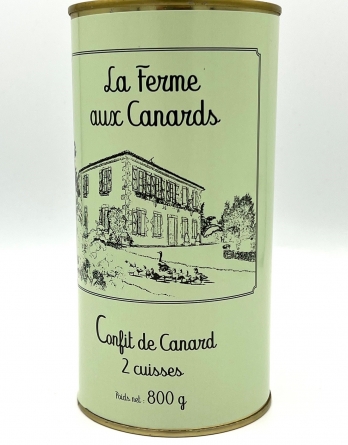 La Ferme
aux Canards
Confit de Canard
2 cuisses
Poids net : 800 g